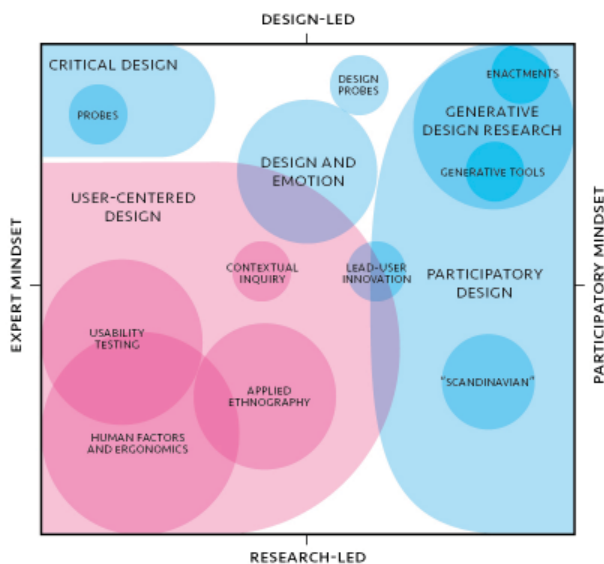 DESIGN-LED
CRITICAL DESIGN
PROBES
DESIGN
PROBES
ENACTMENTS
GENERATIVE
DESIGN RESEARCH
GENERATIVE TOOLS
DESIGN AND
EMOTION
USER-CENTERED
DESIGN
CONTEXTUAL
INQUIRY
LEAD-USER
INNOVATION
PARTICIPATORY
DESIGN
EXPERT MINDSET
PARTICIPATORY MINDSET
USABILITY
TESTING
APPLIED
ETHNOGRAPHY
"SCANDINAVIAN"
HUMAN FACTORS
AND ERGONOMICS
RESEARCH-LED